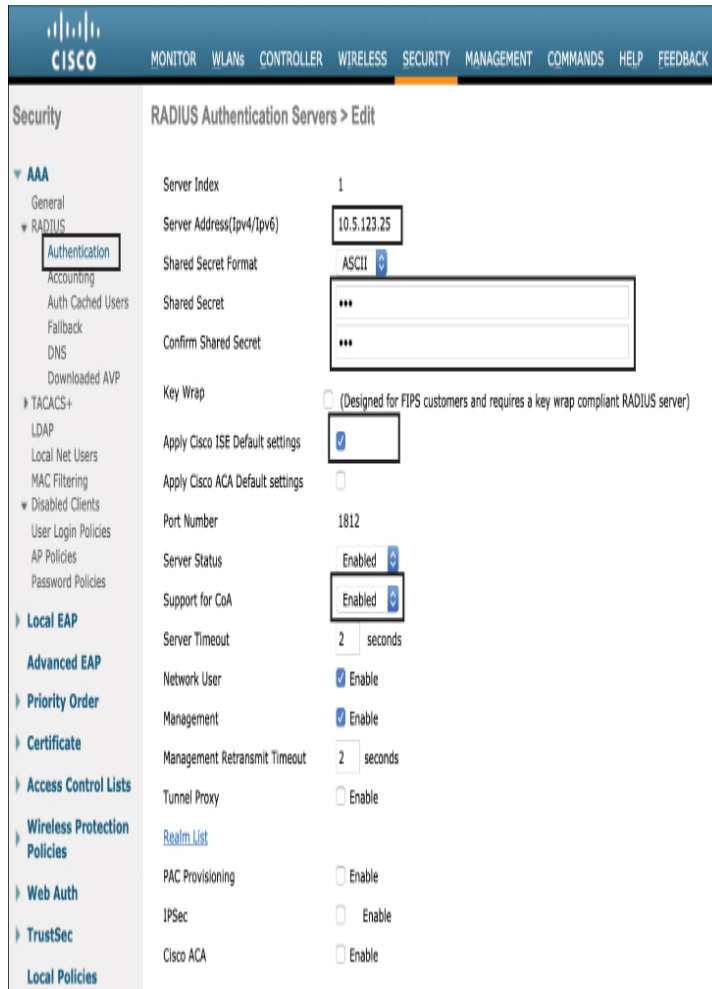 CISCO
MONITOR WLANs CONTROLLER WIRELESS SECURITY MANAGEMENT COMMANDS HELP FEEDBACK
Security
AAA
General
RADIUS
Authentication
Accounting
Auth Cached Users
Fallback
DNS
Downloaded AVP
TACACS+
LDAP
Local Net Users
MAC Filtering
Disabled Clients
User Login Policies
AP Policies
Password Policies
Local EAP
Advanced EAP
Priority Order
Certificate
Access Control Lists
Wireless Protection
Policies
Web Auth
TrustSec
Local Policies
RADIUS Authentication Servers > Edit
Server Index 1
Server Address(Ipv4/Ipv6) 10.5.123.25
Shared Secret Format ASCII
Shared Secret •••
Confirm Shared Secret •••
Key Wrap (Designed for FIPS customers and requires a key wrap compliant RADIUS server)
Apply Cisco ISE Default settings
Apply Cisco ACA Default settings
Port Number 1812
Server Status Enabled
Support for CoA Enabled
Server Timeout 2 seconds
Network User Enable
Management Enable
Management Retransmit Timeout 2 seconds
Tunnel Proxy Enable
Realm List
PAC Provisioning Enable
IPSec Enable
Cisco ACA Enable